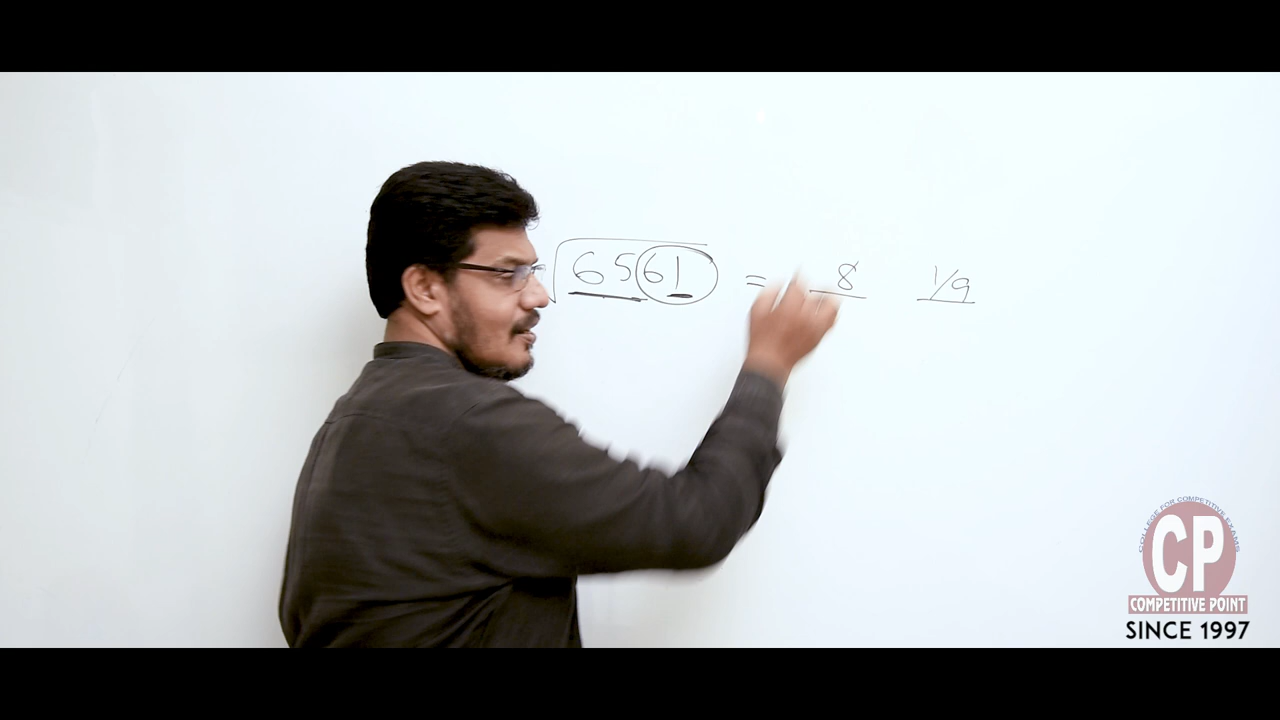 √6561 = 8 1/9
COLLEGE FOR COMPETITIVE EXAMS
CP
COMPETITIVE POINT
SINCE 1997